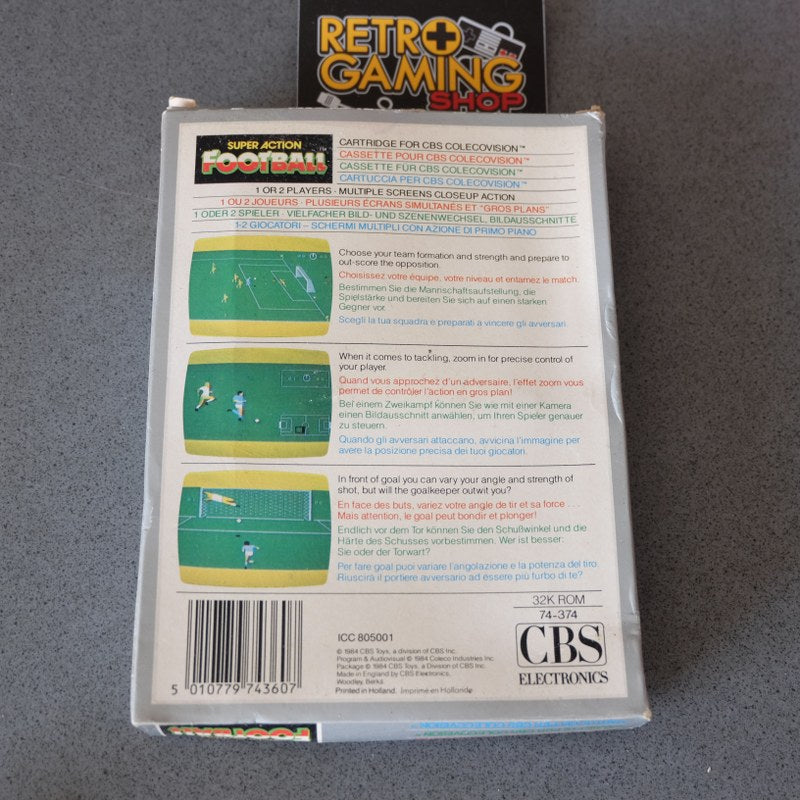 RETRO
GAMING
SHOP
SUPER ACTION
FOOTBALL™
CARTRIDGE FOR CBS COLECOVISION™
CASSETTE POUR CBS COLECOVISION™
CASSETTE FÜR CBS COLECOVISION™
CARTUCCIA PER CBS COLECOVISION™
1 OR 2 PLAYERS · MULTIPLE SCREENS CLOSEUP ACTION
1 OU 2 JOUEURS · PLUSIEURS ÉCRANS SIMULTANÉS ET "GROS PLANS"
1 ODER 2 SPIELER · VIELFACHER BILD- UND SZENENWECHSEL, BILDAUSSCHNITTE
1-2 GIOCATORI – SCHERMI MULTIPLI CON AZIONE DI PRIMO PIANO
Choose your team formation and strength and prepare to
out-score the opposition.
Choisissez votre équipe, votre niveau et entamez le match.
Bestimmen Sie die Mannschaftsaufstellung, die
Spielstärke und bereiten Sie sich auf einen starken
Gegner vor.
Scegli la tua squadra e preparati a vincere gli avversari.
When it comes to tackling, zoom in for precise control of
your player.
Quand vous approchez d'un adversaire, l'effet zoom vous
permet de contrôler l'action en gros plan!
Bei einem Zweikampf können Sie wie mit einer Kamera
einen Bildausschnitt anwählen, um Ihren Spieler genauer
zu steuern.
Quando gli avversari attaccano, avvicina l'immagine per
avere la posizione precisa dei tuoi giocatori.
In front of goal you can vary your angle and strength of
shot, but will the goalkeeper outwit you?
En face des buts, variez votre angle de tir et sa force . . .
Mais attention, le goal peut bondir et plonger!
Endlich vor dem Tor können Sie den Schußwinkel und die
Härte des Schusses vorbestimmen. Wer ist besser:
Sie oder der Torwart?
Per fare goal puoi variare l'angolazione e la potenza del tiro
Riuscirà il portiere avversario ad essere più furbo di te?
32K ROM
74-374
CBS
ELECTRONICS
ICC 805001
© 1984 CBS Toys, a division of CBS Inc.
Program & Audiovisual © 1984 Coleco Industries Inc
Package © 1984 CBS Toys, a Division of CBS Inc.
Made in England by CBS Electronics,
Woodley, Berks.
Printed in Holland. Imprimé en Hollande
5 010779 743607
FOOTBALL